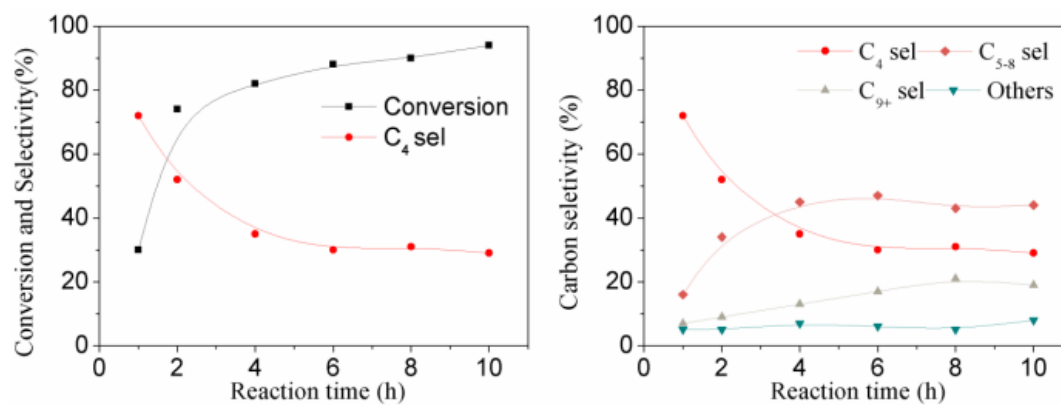 100
80
60
40
20
0
Conversion and Selectivity(%)
Conversion
C₄ sel
0 2 4 6 8 10
Reaction time (h)
100
80
60
40
20
0
Carbon seletivity (%)
C₄ sel C₅₋₈ sel
C₉₊ sel Others
0 2 4 6 8 10
Reaction time (h)